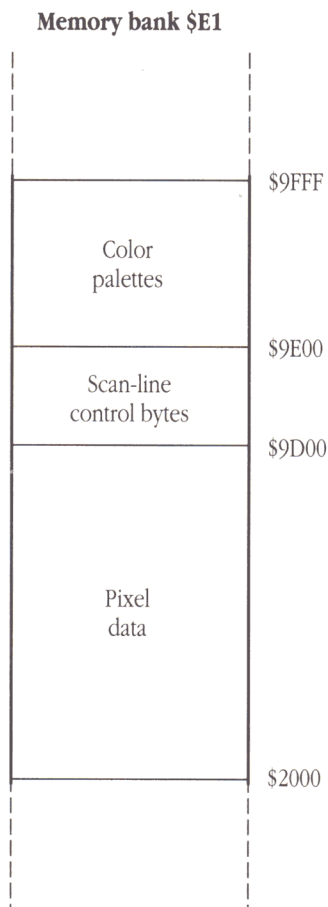 Memory bank $E1
$9FFF
Color
palettes
$9E00
Scan-line
control bytes
$9D00
Pixel
data
$2000